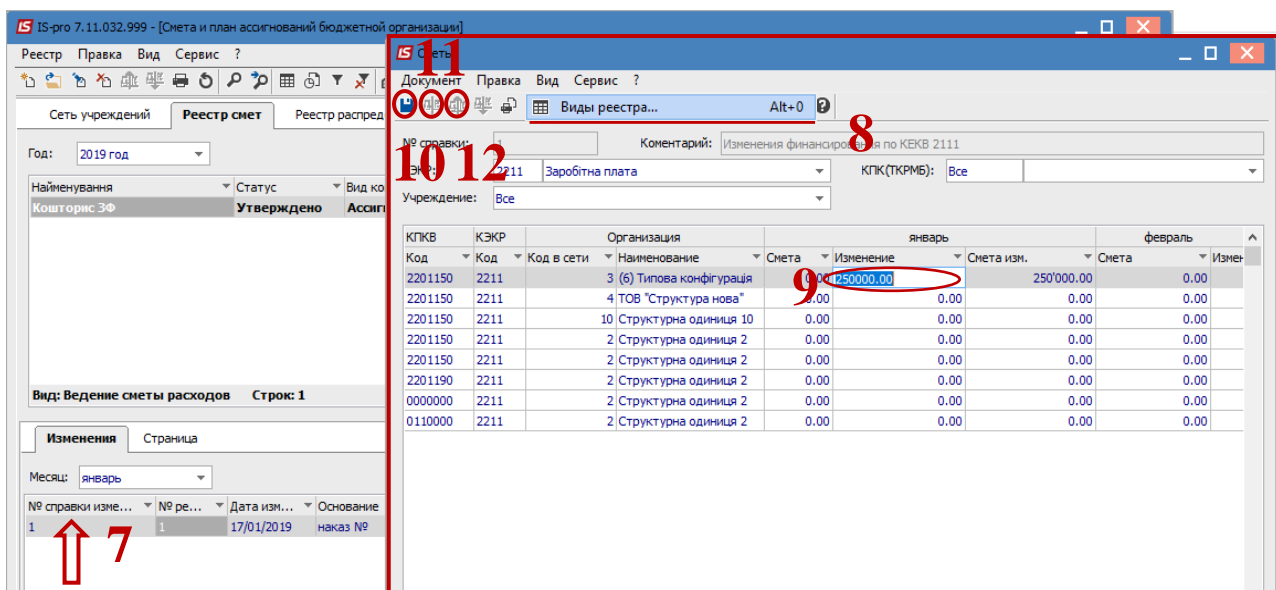 IS-pro 7.11.032.999 - [Смета и план ассигнований бюджетной организации]
Реестр Правка Вид Сервис ?
Сеть учреждений Реестр смет Реестр распред
Год: 2019 год
Найменування Статус Вид ко
Кошторис ЗФ Утверждено Ассиг
Вид: Ведение сметы расходов Строк: 1
Изменения Страница
Месяц: январь
№ справки изме... № ре... Дата изм... Основание
1 1 17/01/2019 наказ №
7
11
Документ Правка Вид Сервис ?
Виды реестра... Alt+0
8
№ справки: 1 Коментарий: Изменения финансирования по КЕКВ 2111
10 12
2211 Заробітна плата КПК(ТКРМБ): Все
Учреждение: Все
КПКВ КЭКР Организация январь февраль
Код Код Код в сети Наименование Смета Изменение Смета изм. Смета Измен
2201150 2211 3 (6) Типова конфігурація 0.00 250000.00 250'000.00 0.00
9
2201150 2211 4 ТОВ "Структура нова" 0.00 0.00 0.00 0.00
2201150 2211 10 Структурна одиниця 10 0.00 0.00 0.00 0.00
2201150 2211 2 Структурна одиниця 2 0.00 0.00 0.00 0.00
2201150 2211 2 Структурна одиниця 2 0.00 0.00 0.00 0.00
2201190 2211 2 Структурна одиниця 2 0.00 0.00 0.00 0.00
0000000 2211 2 Структурна одиниця 2 0.00 0.00 0.00 0.00
0110000 2211 2 Структурна одиниця 2 0.00 0.00 0.00 0.00